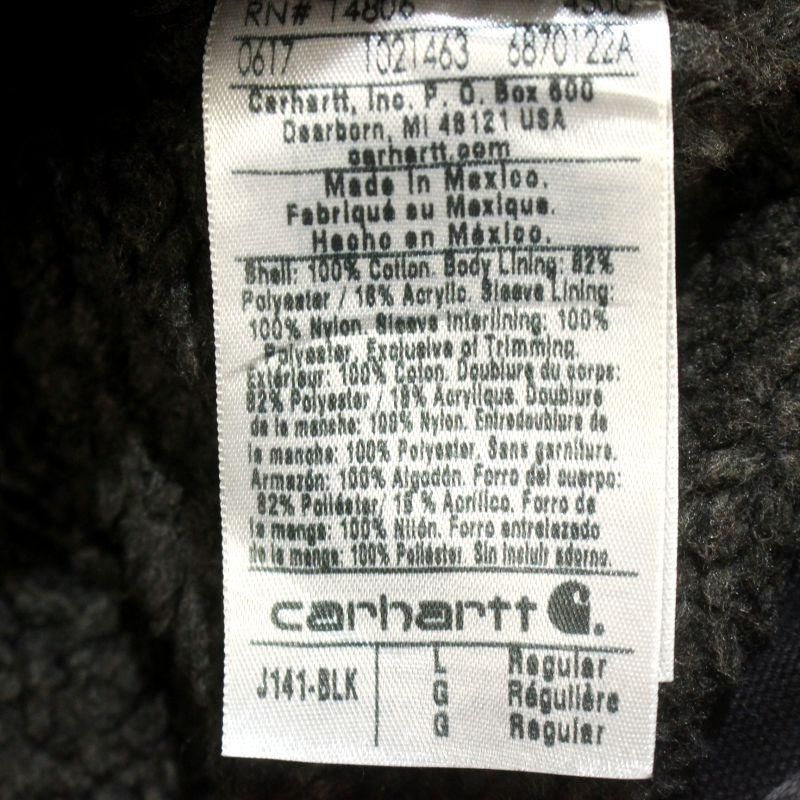 RN# 14806
0617 1021463 6870122A
Carhartt, Inc. P. O. Box 600
Dearborn, MI 48121 USA
carhartt.com
Made in Mexico.
Fabriqué au Mexique.
Hecho en México.
Shell: 100% Cotton. Body Lining: 82%
Polyester / 18% Acrylic. Sleeve Lining:
100% Nylon. Sleeve Interlining: 100%
Polyester. Exclusive of Trimming.
Extérieur: 100% Coton. Doublure du corps:
82% Polyester / 18% Acrylique. Doublure
de la manche: 100% Nylon. Entredoublure de
la manche: 100% Polyester. Sans garniture.
Armazón: 100% Algodón. Forro del cuerpo:
82% Poliéster/ 18 % Acrílico. Forro de
la manga: 100% Nilón. Forro entrelazado
de la manga: 100% Poliéster. Sin incluir adorno.
carhartt
J141-BLK L Regular
G Régulière
G Regular